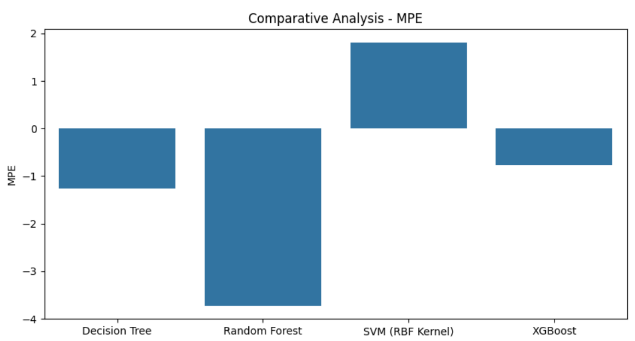 Comparative Analysis - MPE
2
1
0
−1
−2
−3
−4
MPE
Decision Tree
Random Forest
SVM (RBF Kernel)
XGBoost